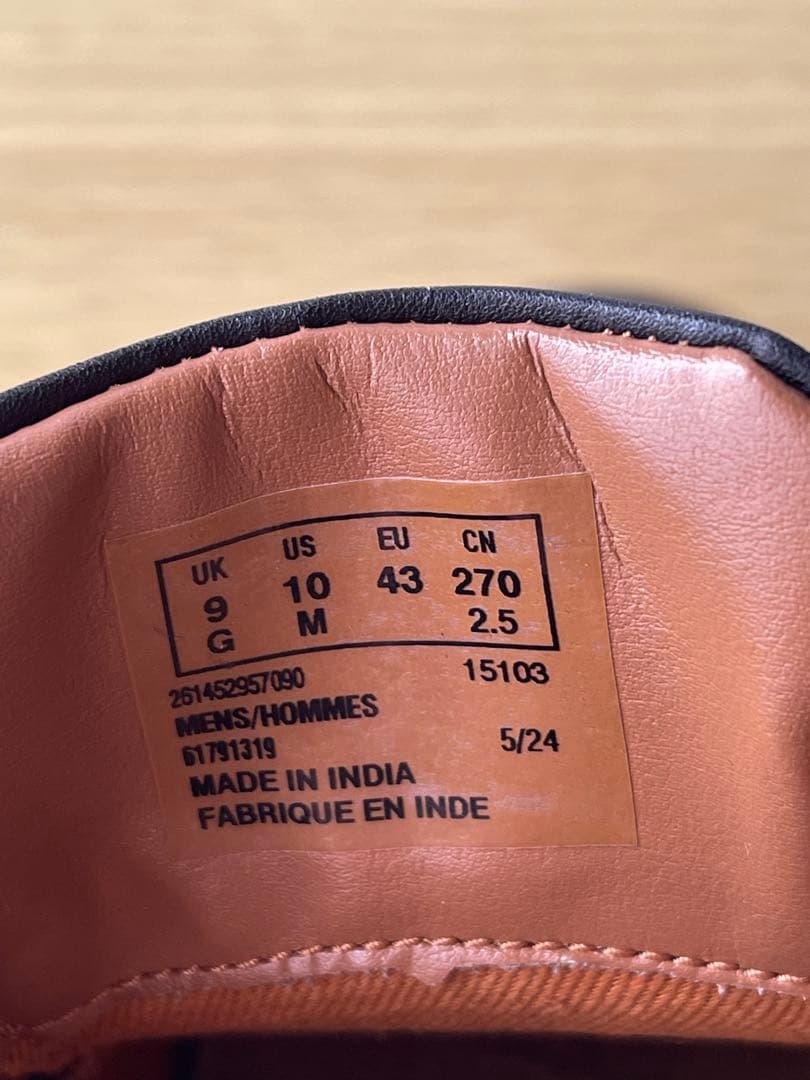 UK US EU CN
9 10 43 270
G M 2.5
261452957090 15103
MENS/HOMMES
61791319 5/24
MADE IN INDIA
FABRIQUE EN INDE